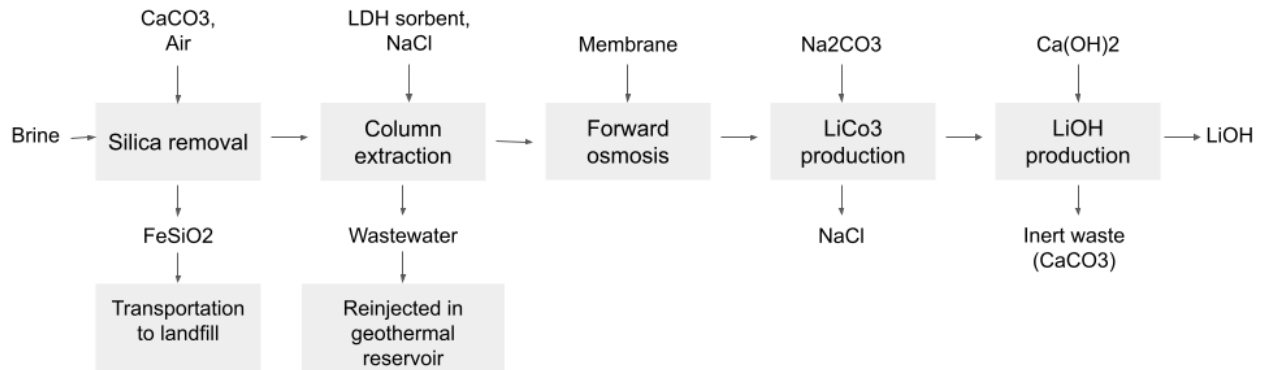 CaCO3,
Air
LDH sorbent,
NaCl
Membrane
Na2CO3
Ca(OH)2
Brine
Silica removal
Column
extraction
Forward
osmosis
LiCo3
production
LiOH
production
LiOH
FeSiO2
Wastewater
NaCl
Inert waste
(CaCO3)
Transportation
to landfill
Reinjected in
geothermal
reservoir